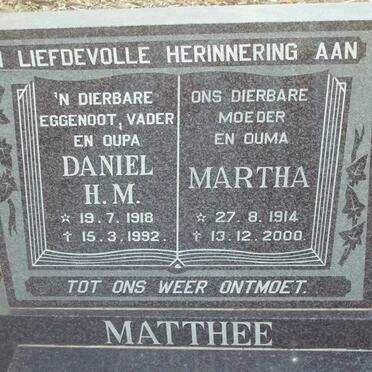 LIEFDEVOLLE HERINNERING AAN
'N DIERBARE
EGGENOOT, VADER
EN OUPA
DANIEL
H.M.
☆ 19.7.1918
✝ 15.3.1992.
ONS DIERBARE
MOEDER
EN OUMA
MARTHA
☆ 27.8.1914
✝ 13.12.2000
TOT ONS WEER ONTMOET.
MATTHEE